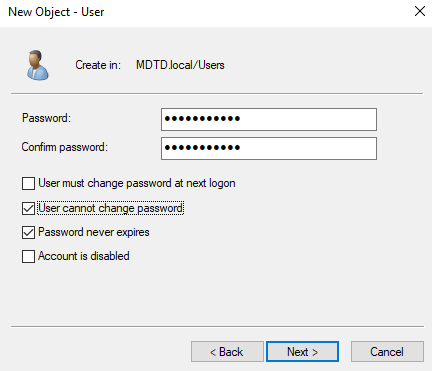 New Object - User
Create in: MDTD.local/Users
Password: •••••••••••
Confirm password: •••••••••••
User must change password at next logon
User cannot change password
Password never expires
Account is disabled
< Back Next > Cancel